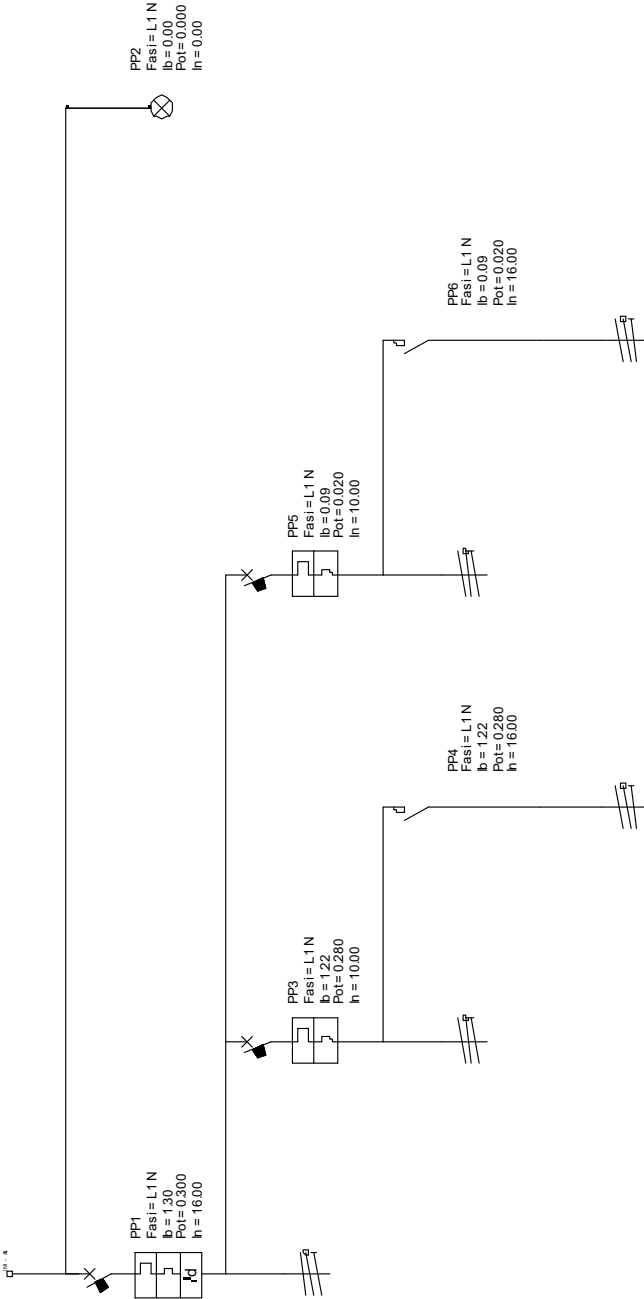 PP2
Fasi = L1 N
Ib = 0.00
Pot = 0.000
In = 0.00
PP6
Fasi = L1 N
Ib = 0.09
Pot = 0.020
In = 16.00
PP5
Fasi = L1 N
Ib = 0.09
Pot = 0.020
In = 10.00
PP4
Fasi = L1 N
Ib = 1.22
Pot = 0.280
In = 16.00
PP3
Fasi = L1 N
Ib = 1.22
Pot = 0.280
In = 10.00
PP1
Fasi = L1 N
Ib = 1.30
Pot = 0.300
In = 16.00
Id